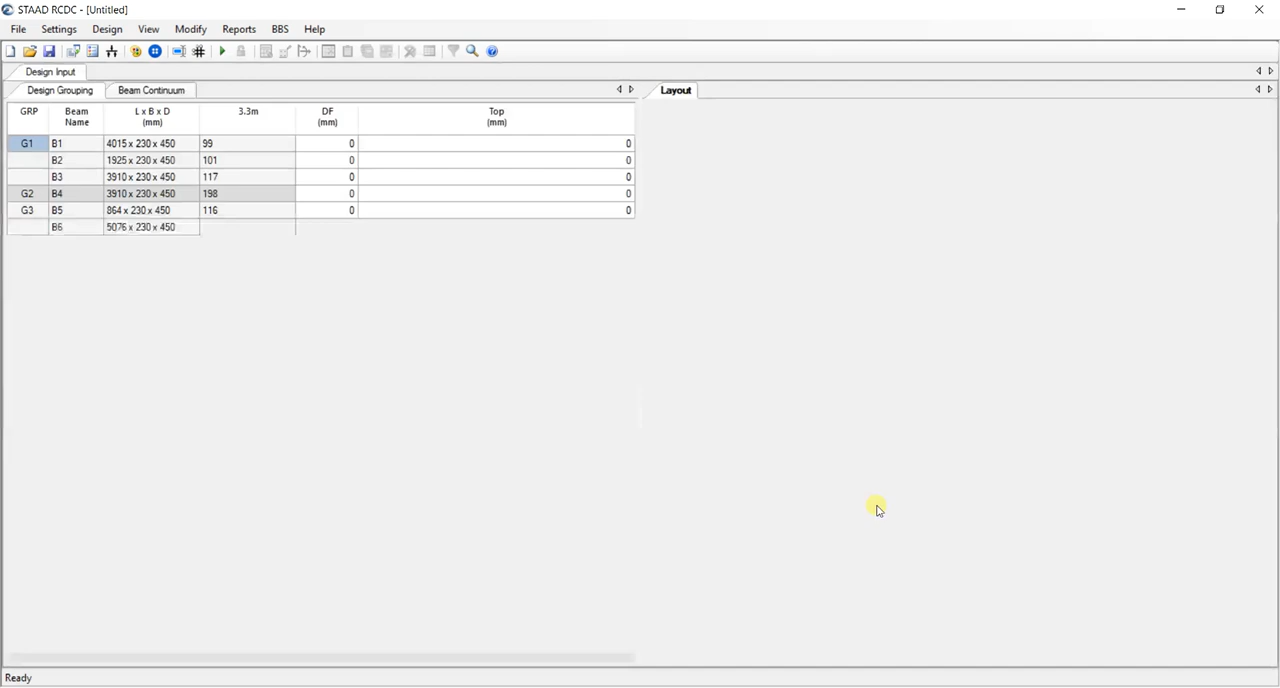 STAAD RCDC - [Untitled]
File Settings Design View Modify Reports BBS Help
Design Input
Design Grouping Beam Continuum Layout
GRP Beam Name L x B x D (mm) 3.3m DF (mm) Top (mm)
G1 B1 4015 x 230 x 450 99 0 0
B2 1925 x 230 x 450 101 0 0
B3 3910 x 230 x 450 117 0 0
G2 B4 3910 x 230 x 450 198 0 0
G3 B5 864 x 230 x 450 116 0 0
B6 5076 x 230 x 450
Ready